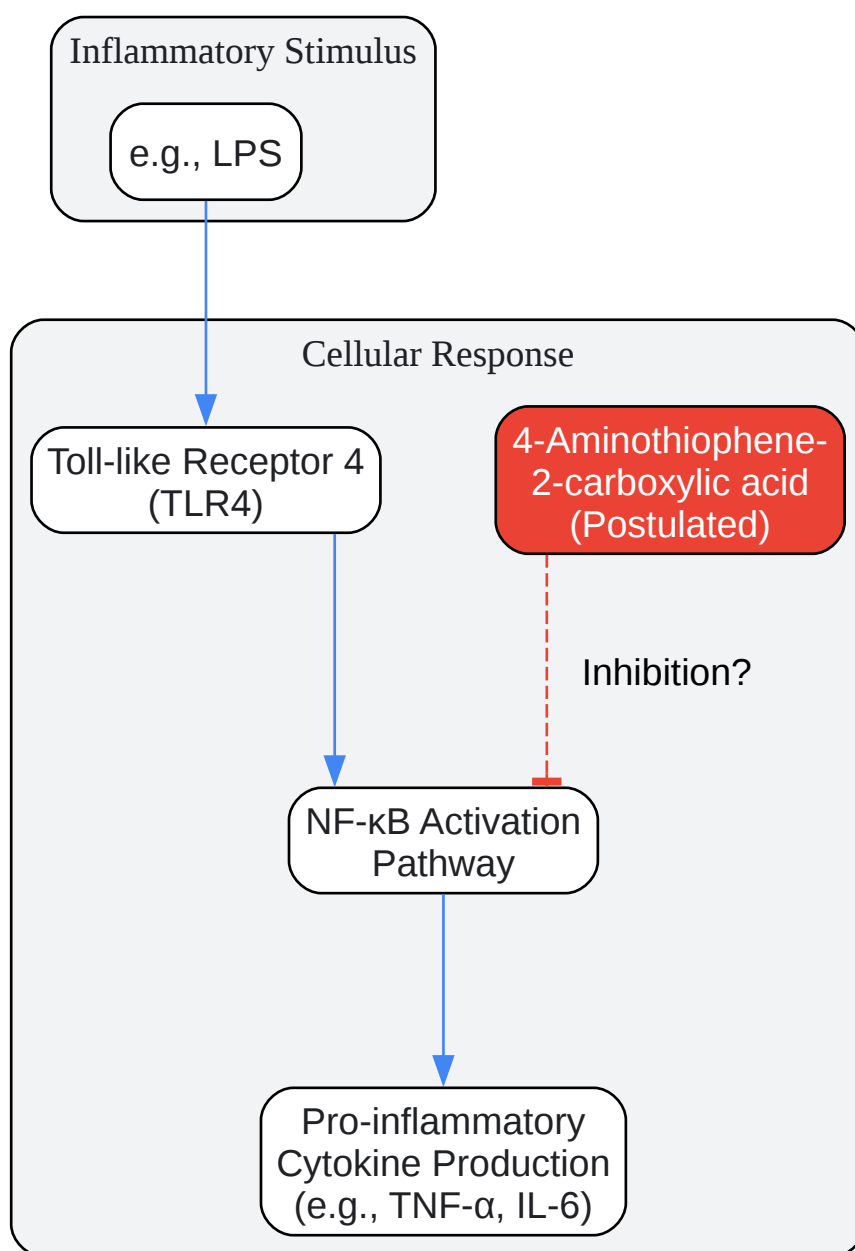 Inflammatory Stimulus
e.g., LPS
Cellular Response
Toll-like Receptor 4
(TLR4)
4-Aminothiophene-
2-carboxylic acid
(Postulated)
Inhibition?
NF-κB Activation
Pathway
Pro-inflammatory
Cytokine Production
(e.g., TNF-α, IL-6)